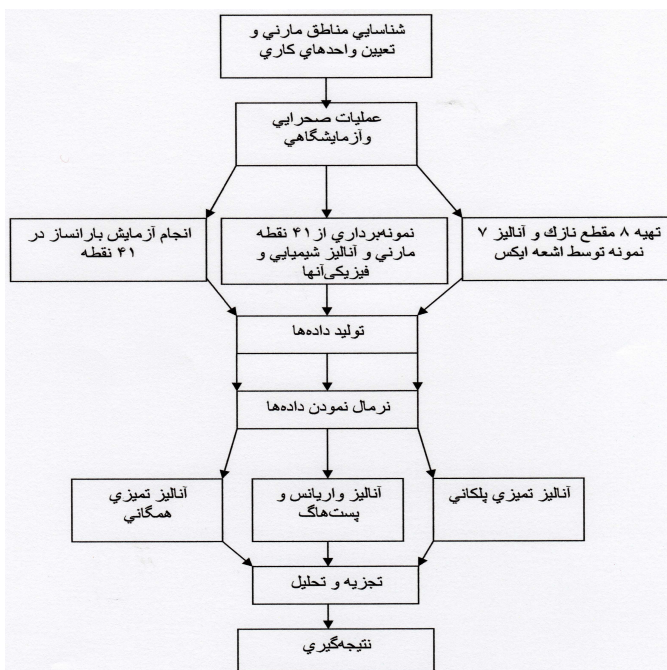 شناسايي مناطق مارني و
تعيين واحدهاي كاري
عمليات صحرايي
وآزمايشگاهي
تهيه ۸ مقطع نازك و آناليز ۷
نمونه توسط اشعه ايكس
نمونه‌برداري از ۴۱ نقطه
مارني و آناليز شيميايي و
فيزيكي‌آنها
انجام آزمايش بارانساز در
۴۱ نقطه
توليد داده‌ها
نرمال نمودن داده‌ها
آناليز تميزي پلكاني
آناليز واريانس و
پست‌هاگ
آناليز تميزي
همگاني
تجزيه و تحليل
نتيجه‌گيري